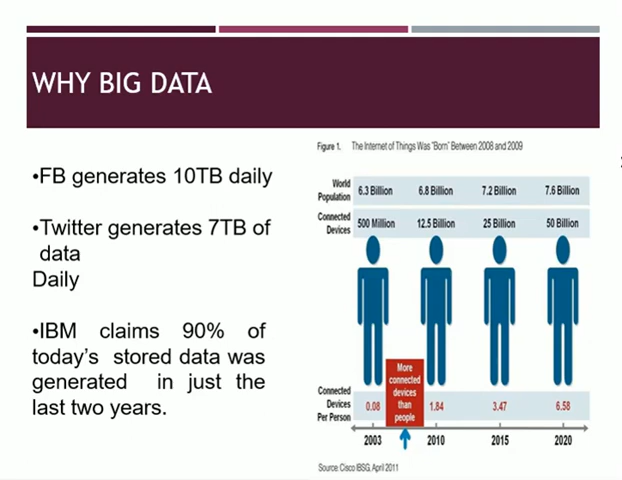 WHY BIG DATA
•FB generates 10TB daily
•Twitter generates 7TB of
data
Daily
•IBM claims 90% of
today's stored data was
generated in just the
last two years.
Figure 1. The Internet of Things Was "Born" Between 2008 and 2009
World
Population
6.3 Billion 6.8 Billion 7.2 Billion 7.6 Billion
Connected
Devices
500 Million 12.5 Billion 25 Billion 50 Billion
More
connected
devices
than
people
Connected
Devices
Per Person
0.08 1.84 3.47 6.58
2003 2010 2015 2020
Source: Cisco IBSG, April 2011